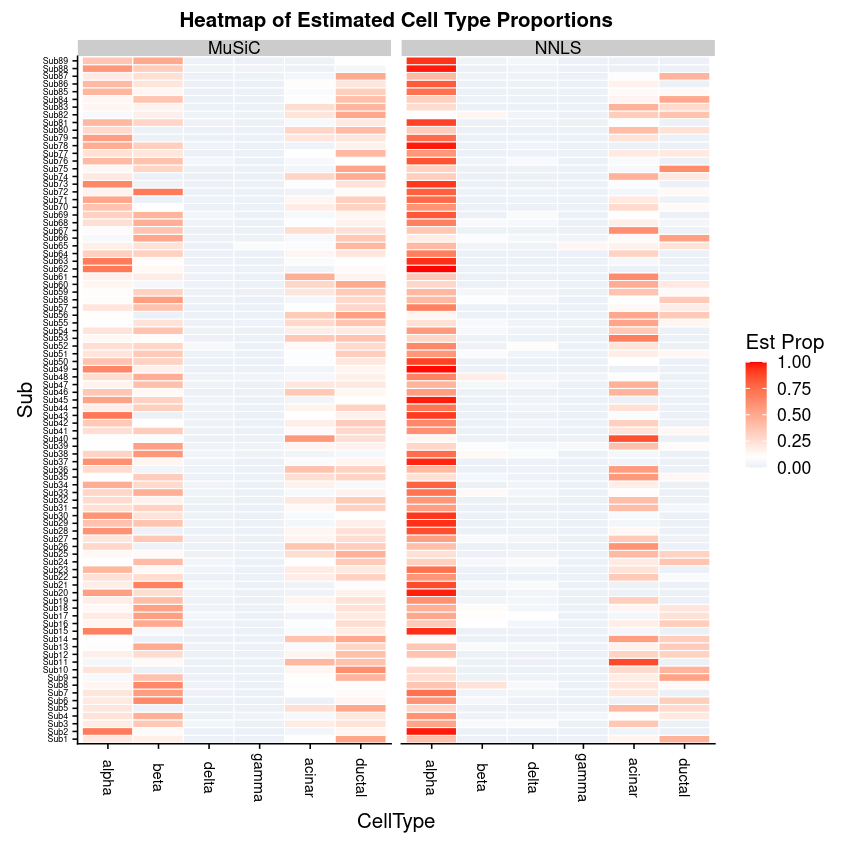 Heatmap of Estimated Cell Type Proportions
MuSiC NNLS
Sub89
Sub88
Sub87
Sub86
Sub85
Sub84
Sub83
Sub82
Sub81
Sub80
Sub79
Sub78
Sub77
Sub76
Sub75
Sub74
Sub73
Sub72
Sub71
Sub70
Sub69
Sub68
Sub67
Sub66
Sub65
Sub64
Sub63
Sub62
Sub61
Sub60
Sub59
Sub58
Sub57
Sub56
Sub55
Sub54
Sub53
Sub52
Sub51
Sub50
Sub49
Sub48
Sub47
Sub46
Sub45
Sub44
Sub43
Sub42
Sub41
Sub40
Sub39
Sub38
Sub37
Sub36
Sub35
Sub34
Sub33
Sub32
Sub31
Sub30
Sub29
Sub28
Sub27
Sub26
Sub25
Sub24
Sub23
Sub22
Sub21
Sub20
Sub19
Sub18
Sub17
Sub16
Sub15
Sub14
Sub13
Sub12
Sub11
Sub10
Sub9
Sub8
Sub7
Sub6
Sub5
Sub4
Sub3
Sub2
Sub1
Sub
alpha beta delta gamma acinar ductal alpha beta delta gamma acinar ductal
CellType
Est Prop
1.00
0.75
0.50
0.25
0.00